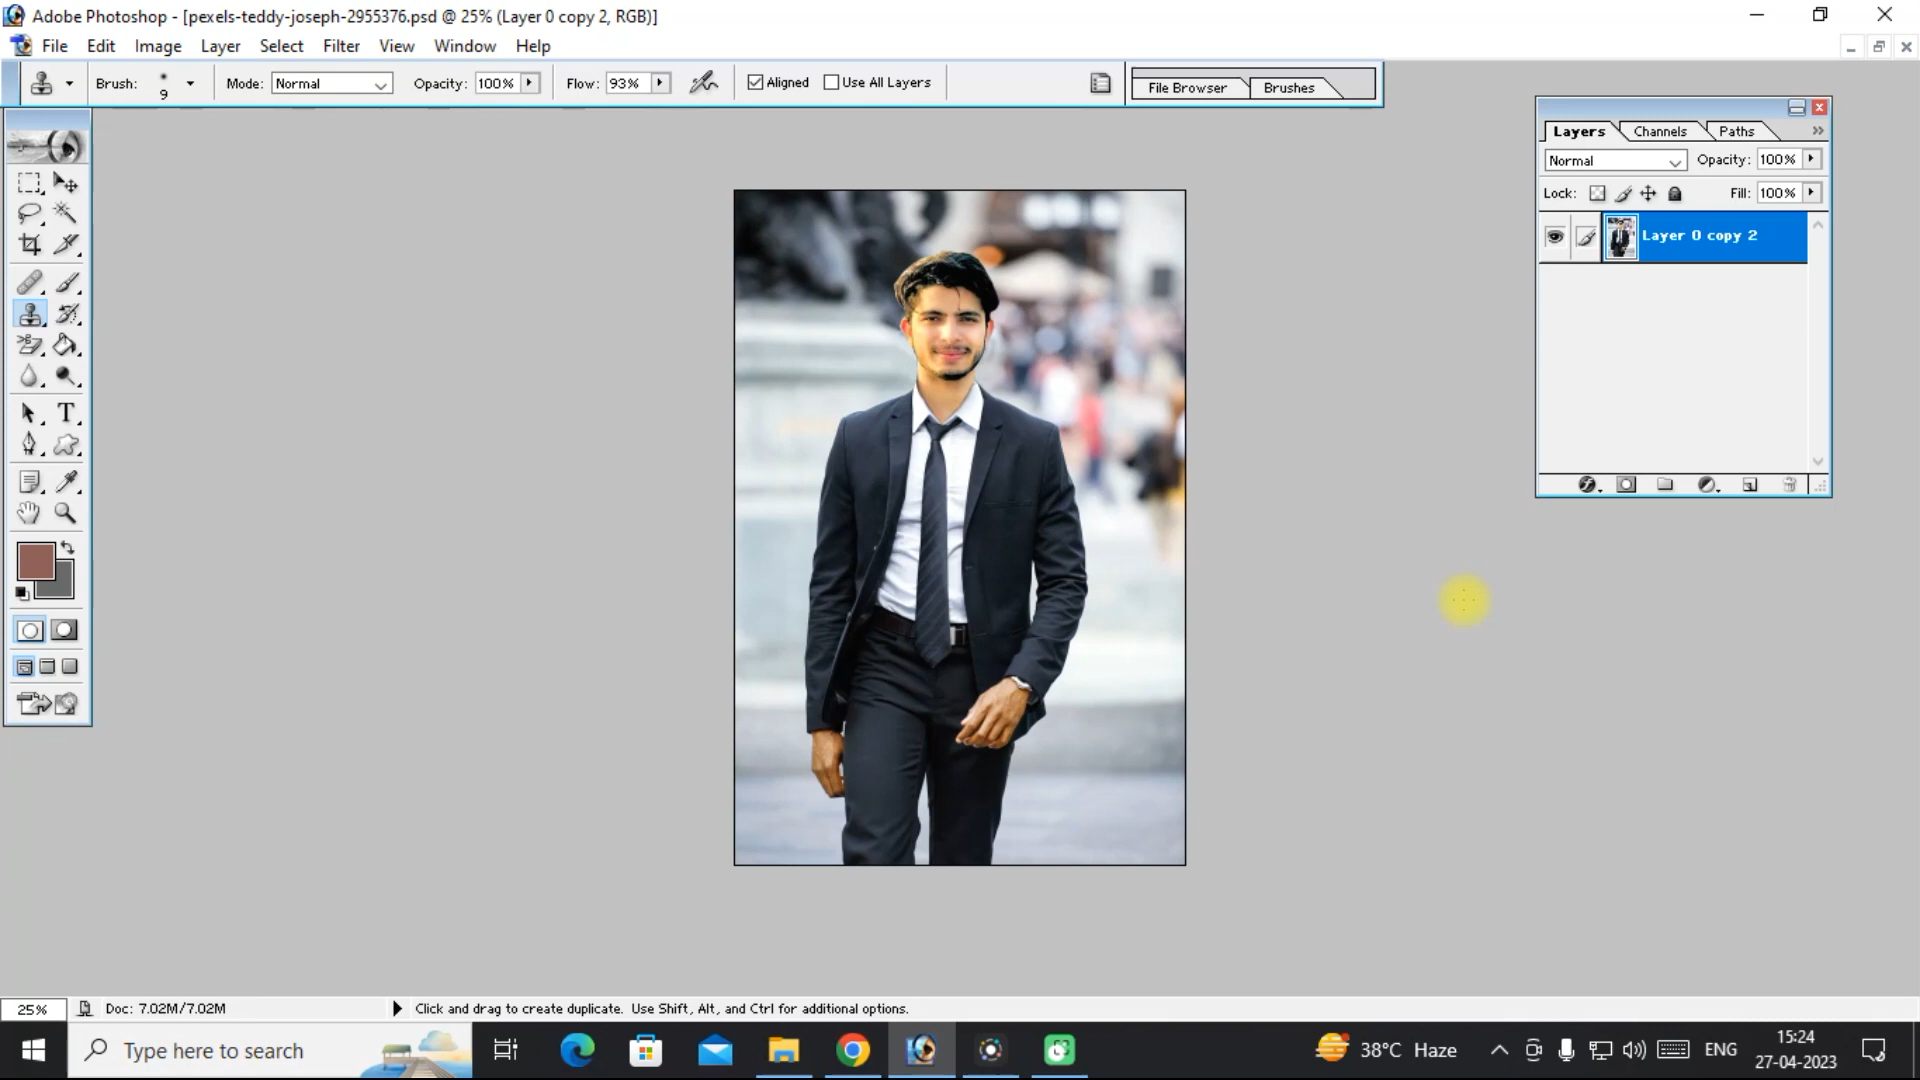 Adobe Photoshop - [pexels-teddy-joseph-2955376.psd @ 25% (Layer 0 copy 2, RGB)]
File Edit Image Layer Select Filter View Window Help
Brush: 9 Mode: Normal Opacity: 100% Flow: 93% Aligned Use All Layers File Browser Brushes
Layers Channels Paths
Normal Opacity: 100%
Lock: Fill: 100%
Layer 0 copy 2
25% Doc: 7.02M/7.02M Click and drag to create duplicate. Use Shift, Alt, and Ctrl for additional options.
Type here to search 38°C Haze ENG 15:24
27-04-2023